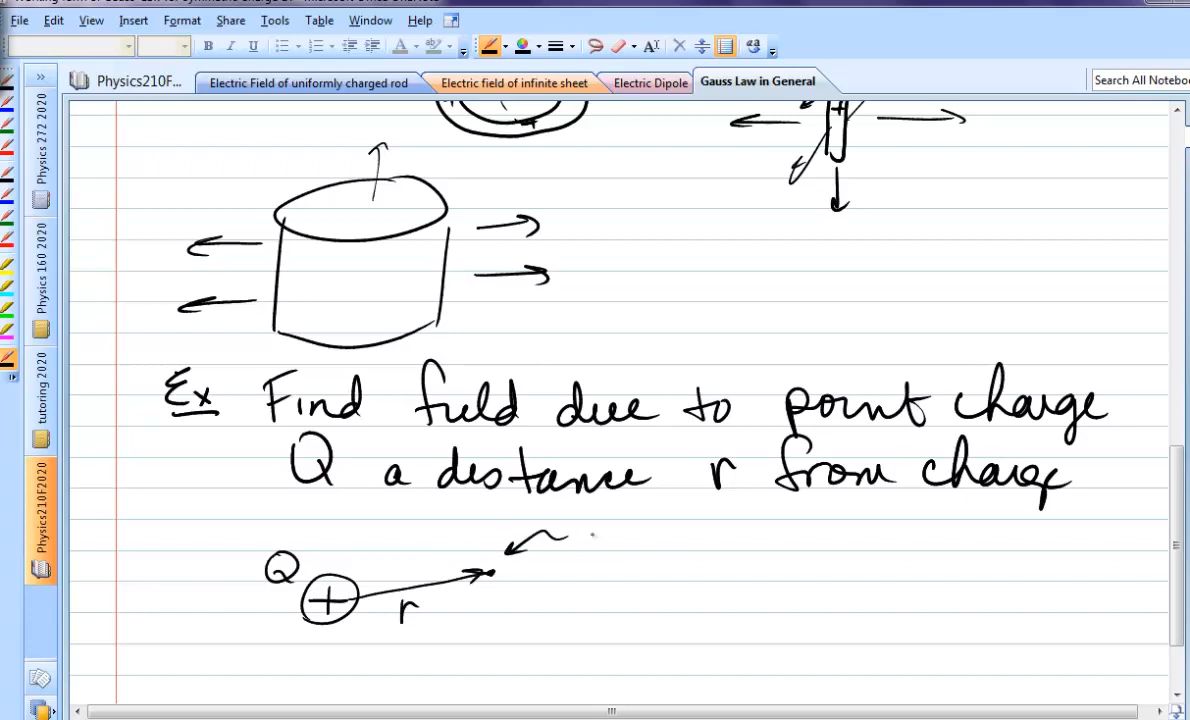 File Edit View Insert Format Share Tools Table Window Help
B I U
»
Physics210F... Electric Field of uniformly charged rod Electric field of infinite sheet Electric Dipole Gauss Law in General Search All Notebo
Physics 272 2020
Physics 160 2020
tutoring 2020
Physics210F2020
+
Ex Find field due to point charge
Q a distance r from charge
Q
+
r